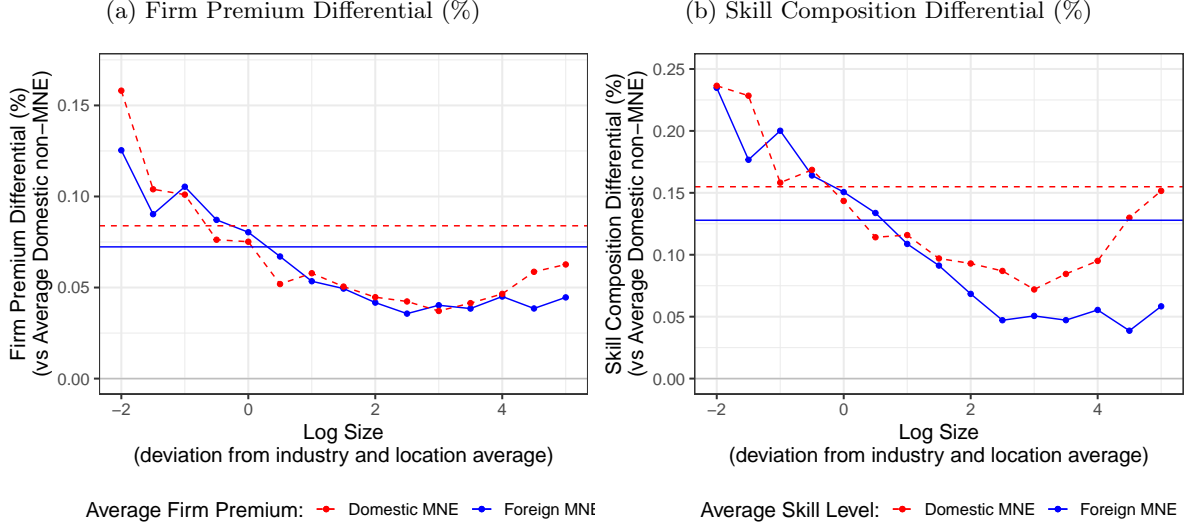 (a) Firm Premium Differential (%)
Firm Premium Differential (%)
(vs Average Domestic non−MNE)
0.15
0.10
0.05
0.00
−2
0
2
4
Log Size
(deviation from industry and location average)
Average Firm Premium:
Domestic MNE
Foreign MNE
(b) Skill Composition Differential (%)
Skill Composition Differential (%)
(vs Average Domestic non−MNE)
0.25
0.20
0.15
0.10
0.05
0.00
−2
0
2
4
Log Size
(deviation from industry and location average)
Average Skill Level:
Domestic MNE
Foreign MNE